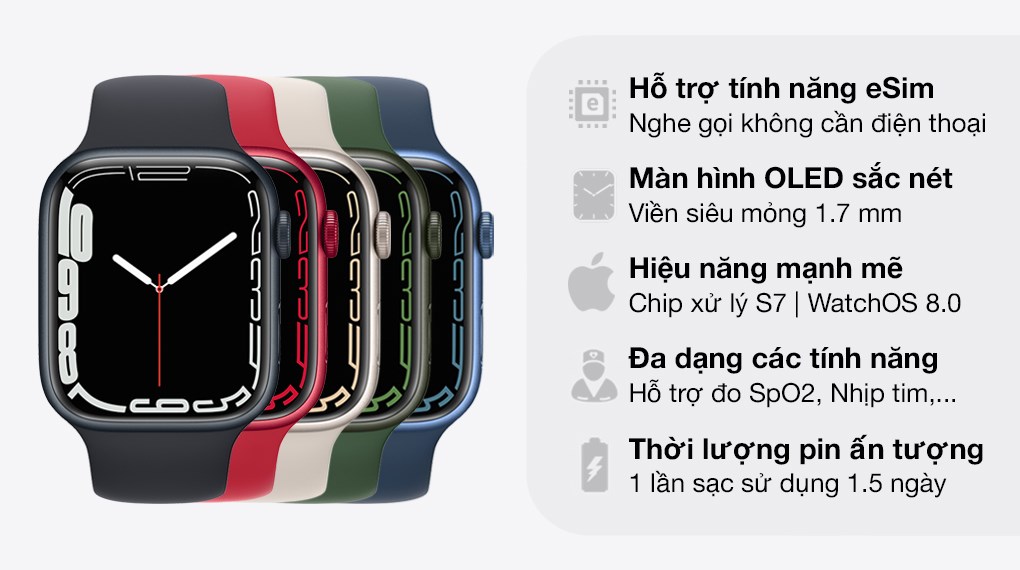 Hỗ trợ tính năng eSim
Nghe gọi không cần điện thoại
Màn hình OLED sắc nét
Viền siêu mỏng 1.7 mm
Hiệu năng mạnh mẽ
Chip xử lý S7 | WatchOS 8.0
Đa dạng các tính năng
Hỗ trợ đo SpO2, Nhịp tim,...
Thời lượng pin ấn tượng
1 lần sạc sử dụng 1.5 ngày